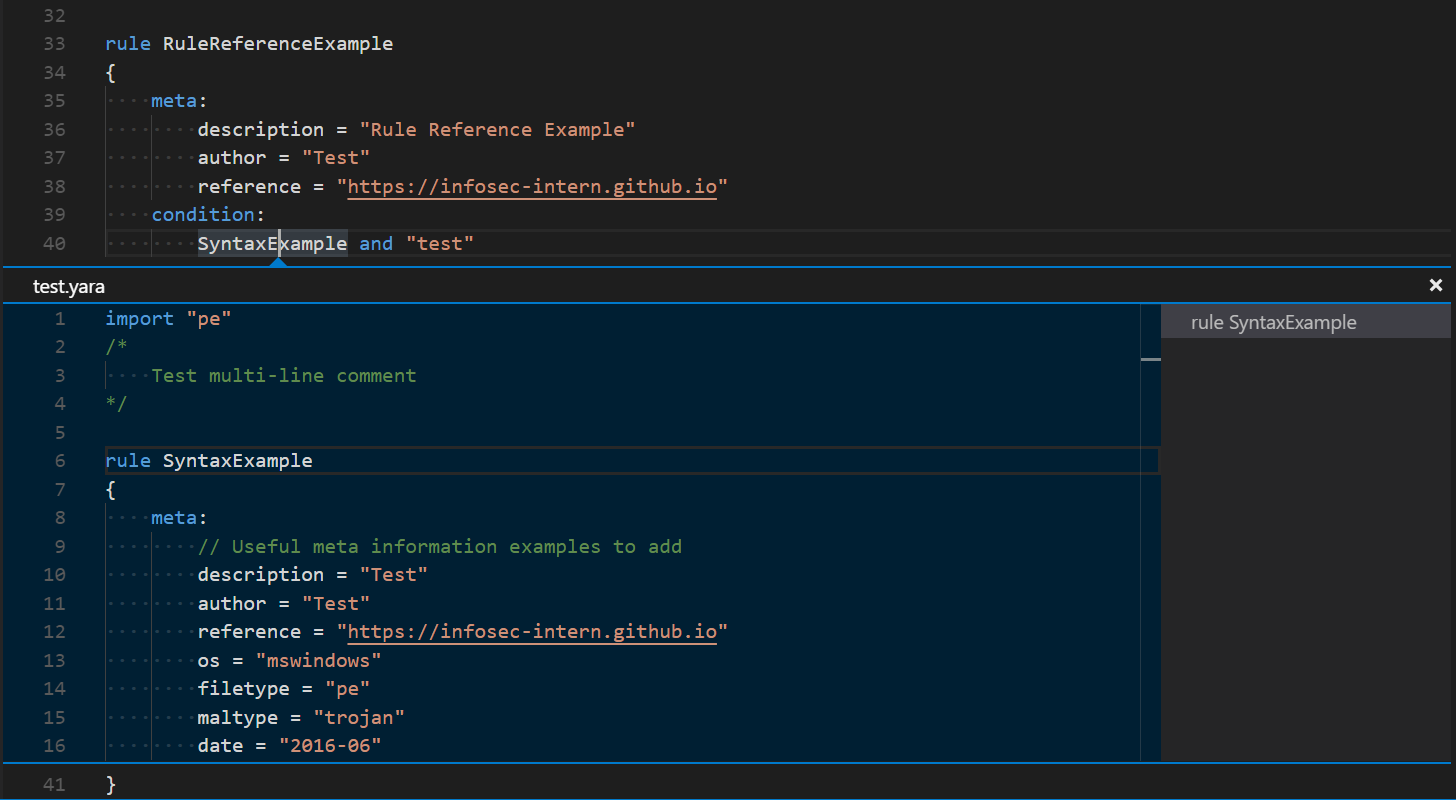 32
33 rule RuleReferenceExample
34 {
35 meta:
36 description = "Rule Reference Example"
37 author = "Test"
38 reference = "https://infosec-intern.github.io"
39 condition:
40 SyntaxExample and "test"
test.yara ×
1 import "pe"
2 /*
3 Test multi-line comment
4 */
5
6 rule SyntaxExample
7 {
8 meta:
9 // Useful meta information examples to add
10 description = "Test"
11 author = "Test"
12 reference = "https://infosec-intern.github.io"
13 os = "mswindows"
14 filetype = "pe"
15 maltype = "trojan"
16 date = "2016-06"
rule SyntaxExample
41 }